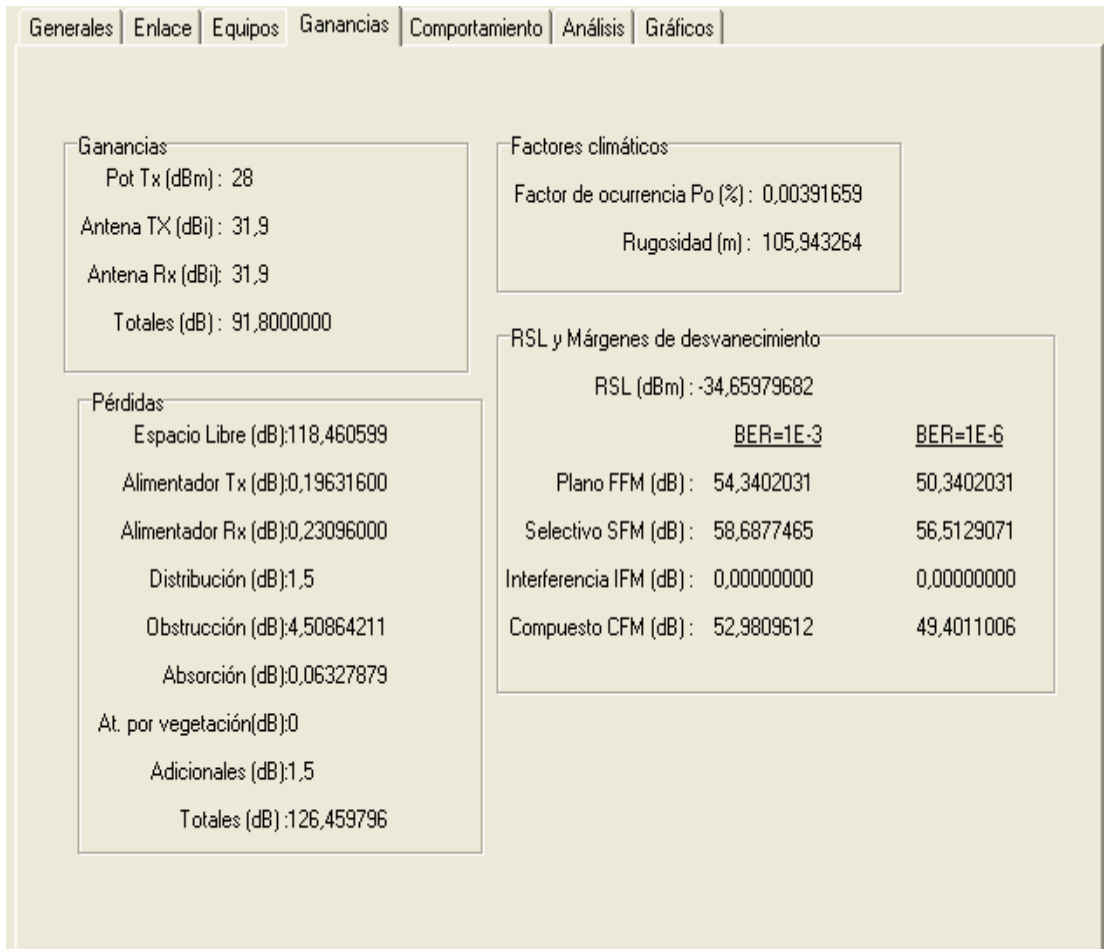 Generales Enlace Equipos Ganancias Comportamiento Análisis Gráficos
Ganancias
Pot Tx (dBm) : 28
Antena TX (dBi) : 31,9
Antena Rx (dBi): 31,9
Totales (dB) : 91,8000000
Pérdidas
Espacio Libre (dB):118,460599
Alimentador Tx (dB):0,19631600
Alimentador Rx (dB):0,23096000
Distribución (dB):1,5
Obstrucción (dB):4,50864211
Absorción (dB):0,06327879
At. por vegetación(dB):0
Adicionales (dB):1,5
Totales (dB) :126,459796
Factores climáticos
Factor de ocurrencia Po (%) : 0,00391659
Rugosidad (m) : 105,943264
RSL y Márgenes de desvanecimiento
RSL (dBm) : -34,65979682
BER=1E-3 BER=1E-6
Plano FFM (dB) : 54,3402031 50,3402031
Selectivo SFM (dB) : 58,6877465 56,5129071
Interferencia IFM (dB) : 0,00000000 0,00000000
Compuesto CFM (dB) : 52,9809612 49,4011006